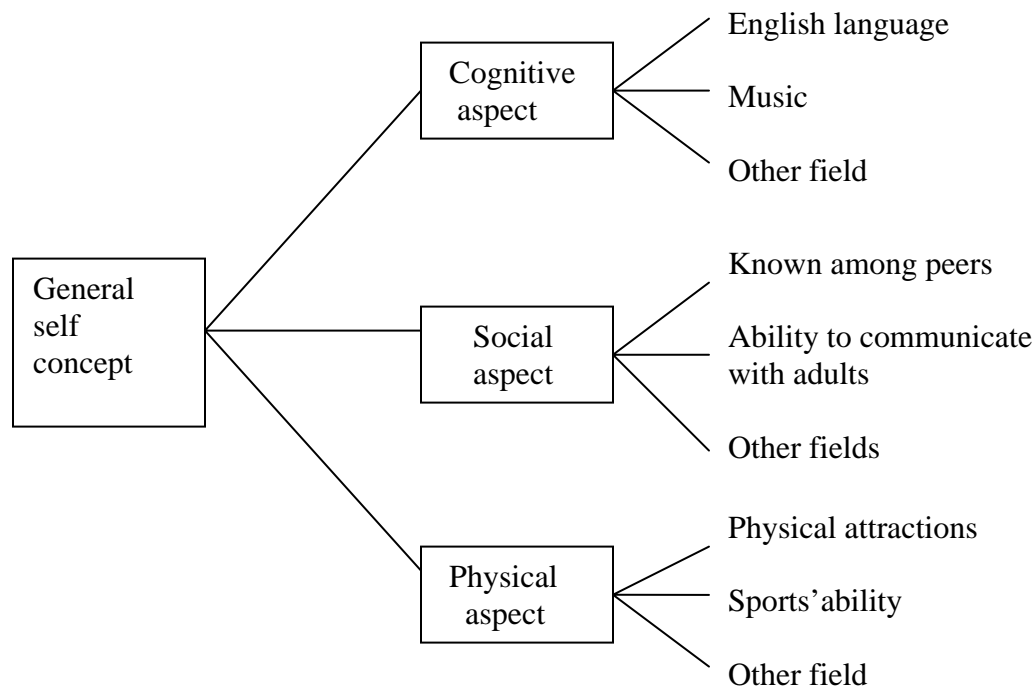 General
self
concept
Cognitive
aspect
English language
Music
Other field
Social
aspect
Known among peers
Ability to communicate
with adults
Other fields
Physical
aspect
Physical attractions
Sports’ability
Other field